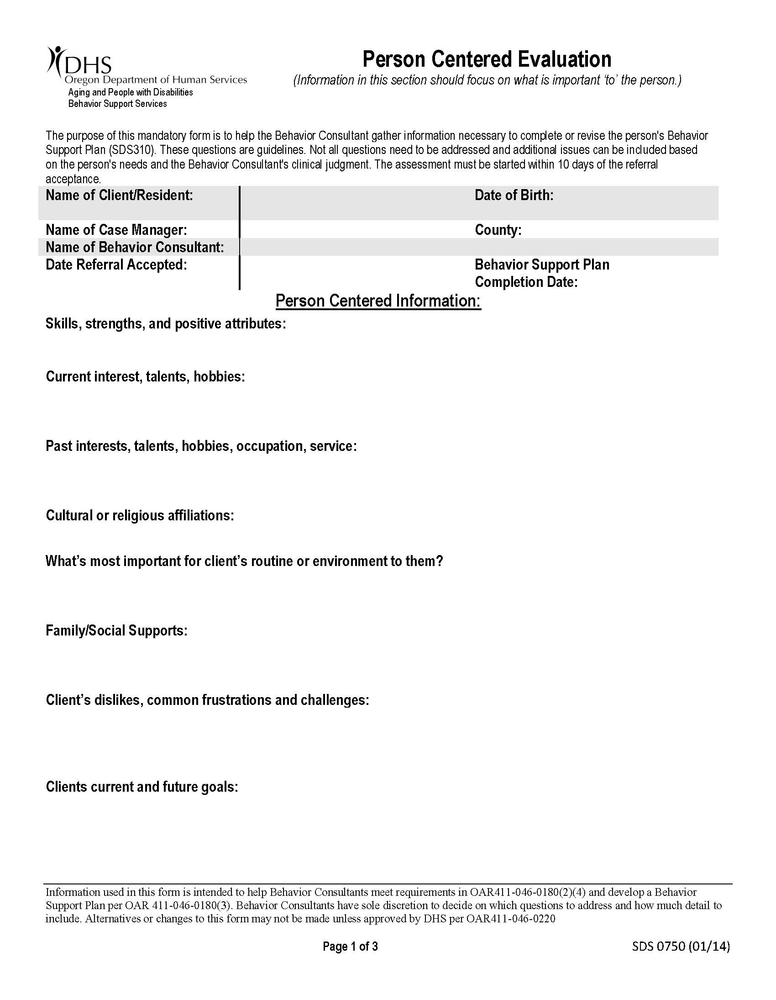 DHS
Oregon Department of Human Services
Aging and People with Disabilities
Behavior Support Services
Person Centered Evaluation
(Information in this section should focus on what is important ‘to’ the person.)
The purpose of this mandatory form is to help the Behavior Consultant gather information necessary to complete or revise the person's Behavior
Support Plan (SDS310). These questions are guidelines. Not all questions need to be addressed and additional issues can be included based
on the person's needs and the Behavior Consultant's clinical judgment. The assessment must be started within 10 days of the referral
acceptance.
Name of Client/Resident: Date of Birth:
Name of Case Manager: County:
Name of Behavior Consultant:
Date Referral Accepted: Behavior Support Plan
Completion Date:
Person Centered Information:
Skills, strengths, and positive attributes:
Current interest, talents, hobbies:
Past interests, talents, hobbies, occupation, service:
Cultural or religious affiliations:
What’s most important for client’s routine or environment to them?
Family/Social Supports:
Client’s dislikes, common frustrations and challenges:
Clients current and future goals:
Information used in this form is intended to help Behavior Consultants meet requirements in OAR411-046-0180(2)(4) and develop a Behavior
Support Plan per OAR 411-046-0180(3). Behavior Consultants have sole discretion to decide on which questions to address and how much detail to
include. Alternatives or changes to this form may not be made unless approved by DHS per OAR411-046-0220
Page 1 of 3 SDS 0750 (01/14)